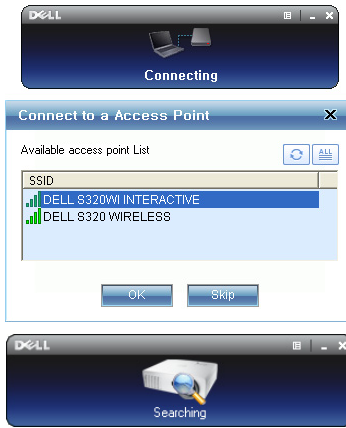 DELL
Connecting
Connect to a Access Point
Available access point List
ALL
SSID
DELL S320WI INTERACTIVE
DELL S320 WIRELESS
OK
Skip
DELL
Searching